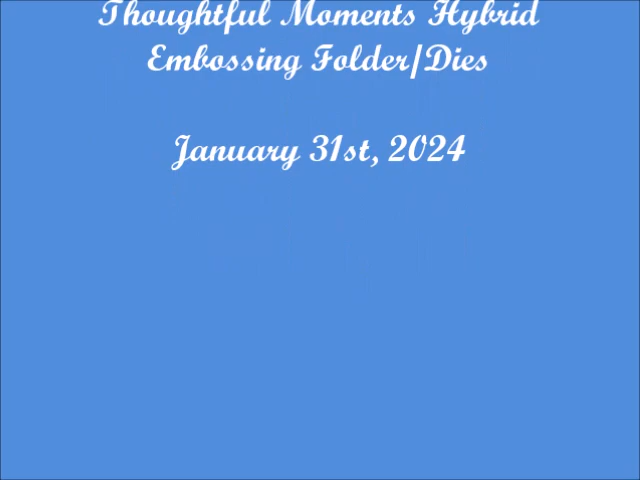 Thoughtful Moments Hybrid
Embossing Folder/Dies
January 31st, 2024